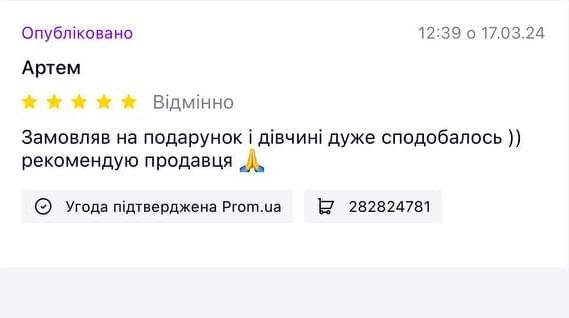 Опубліковано 12:39 о 17.03.24
Артем
Відмінно
Замовляв на подарунок і дівчині дуже сподобалось ))
рекомендую продавця 🙏
Угода підтверджена Prom.ua 282824781